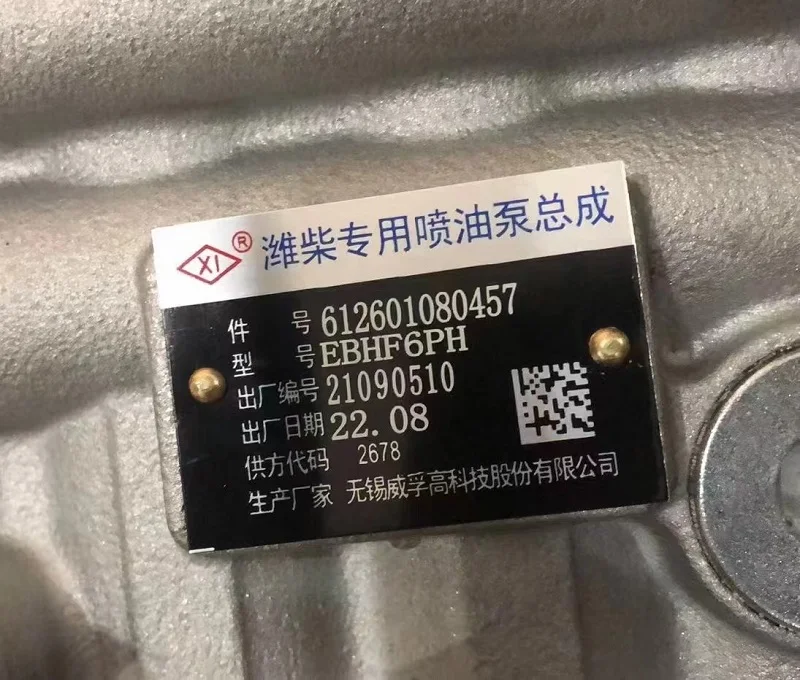 XI® 潍柴专用喷油泵总成
件 号 612601080457
型 号 EBHF6PH
出厂编号 21090510
出厂日期 22.08
供方代码 2678
生产厂家 无锡威孚高科技股份有限公司